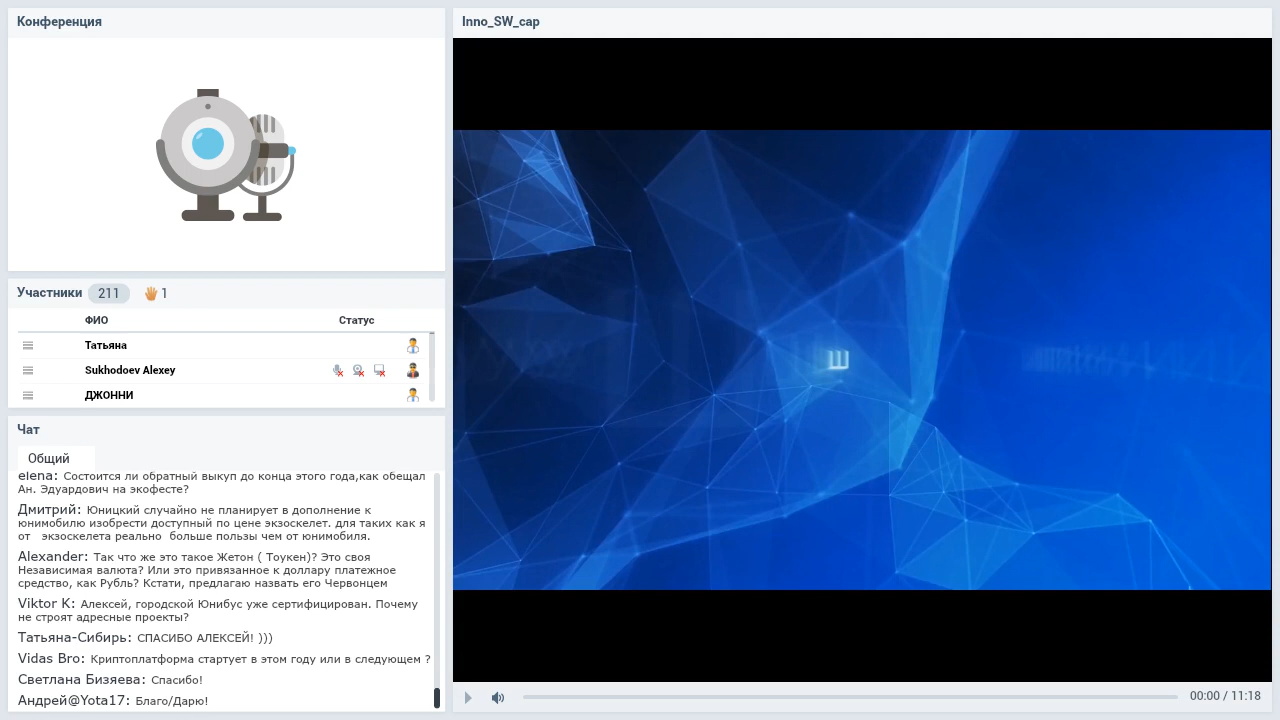 Конференция
Inno_SW_cap
Участники 211 1
ФИО Статус
Татьяна
Sukhodoev Alexey
ДЖОННИ
Чат
Общий
elena: Состоится ли обратный выкуп до конца этого года,как обещал
Ан. Эдуардович на экофесте?
Дмитрий: Юницкий случайно не планирует в дополнение к
юнимобилю изобрести доступный по цене экзоскелет. для таких как я
от экзоскелета реально больше пользы чем от юнимобиля.
Alexander: Так что же это такое Жетон ( Тоукен)? Это своя
Независимая валюта? Или это привязанное к доллару платежное
средство, как Рубль? Кстати, предлагаю назвать его Червонцем
Viktor K: Алексей, городской Юнибус уже сертифицирован. Почему
не строят адресные проекты?
Татьяна-Сибирь: СПАСИБО АЛЕКСЕЙ! )))
Vidas Bro: Криптоплатформа стартует в этом году или в следующем ?
Светлана Бизяева: Спасибо!
Андрей@Yota17: Благо/Дарю!
Ш
00:00 / 11:18